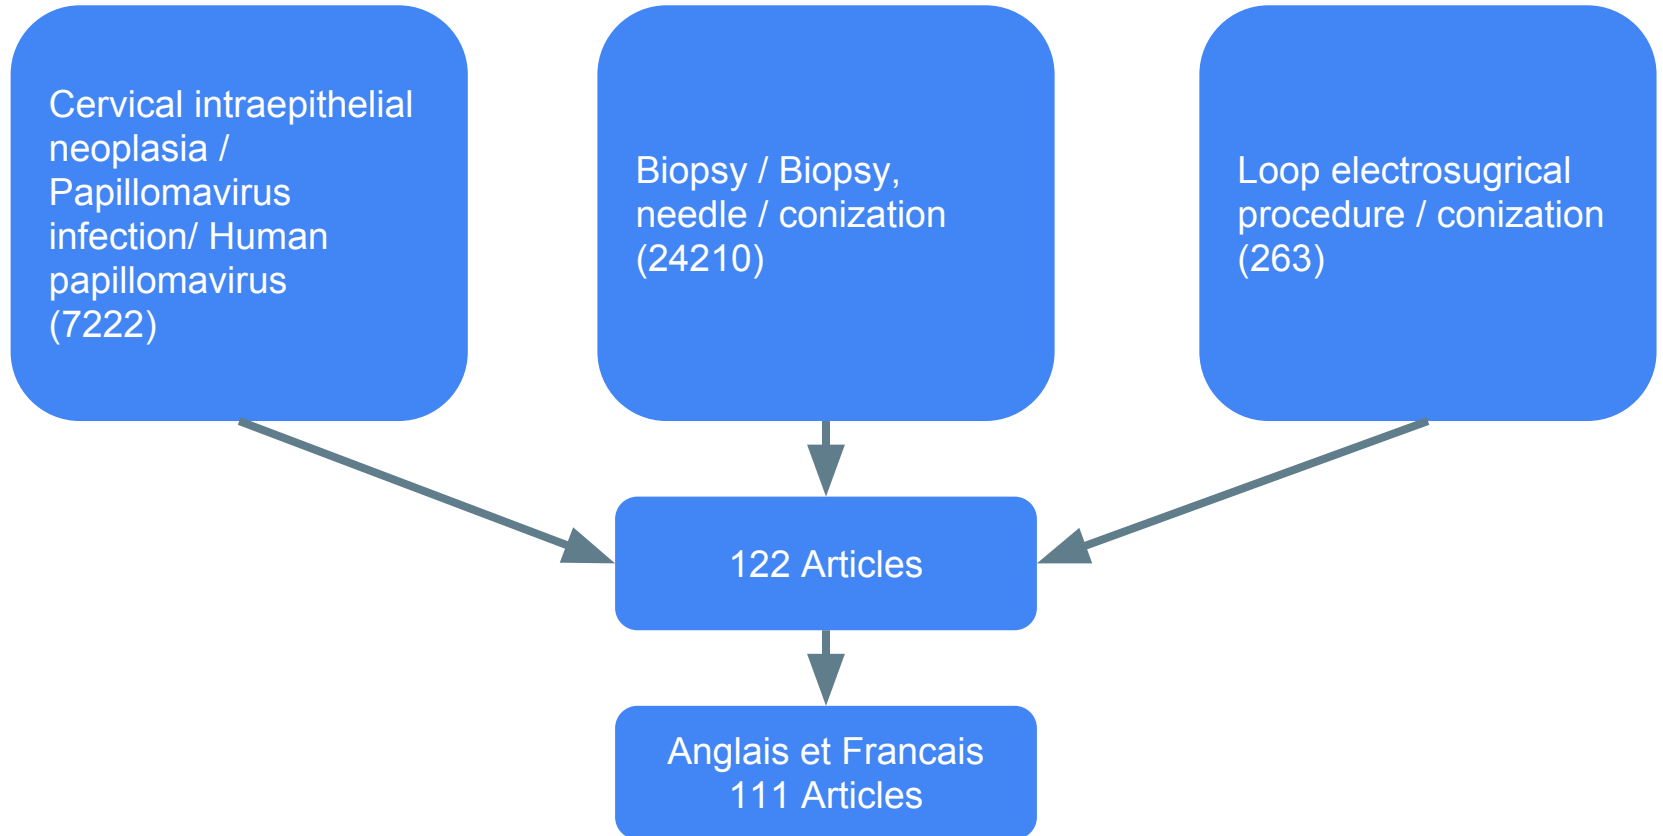 Cervical intraepithelial
neoplasia /
Papillomavirus
infection/ Human
papillomavirus
(7222)
Biopsy / Biopsy,
needle / conization
(24210)
Loop electrosugrical
procedure / conization
(263)
122 Articles
Anglais et Francais
111 Articles